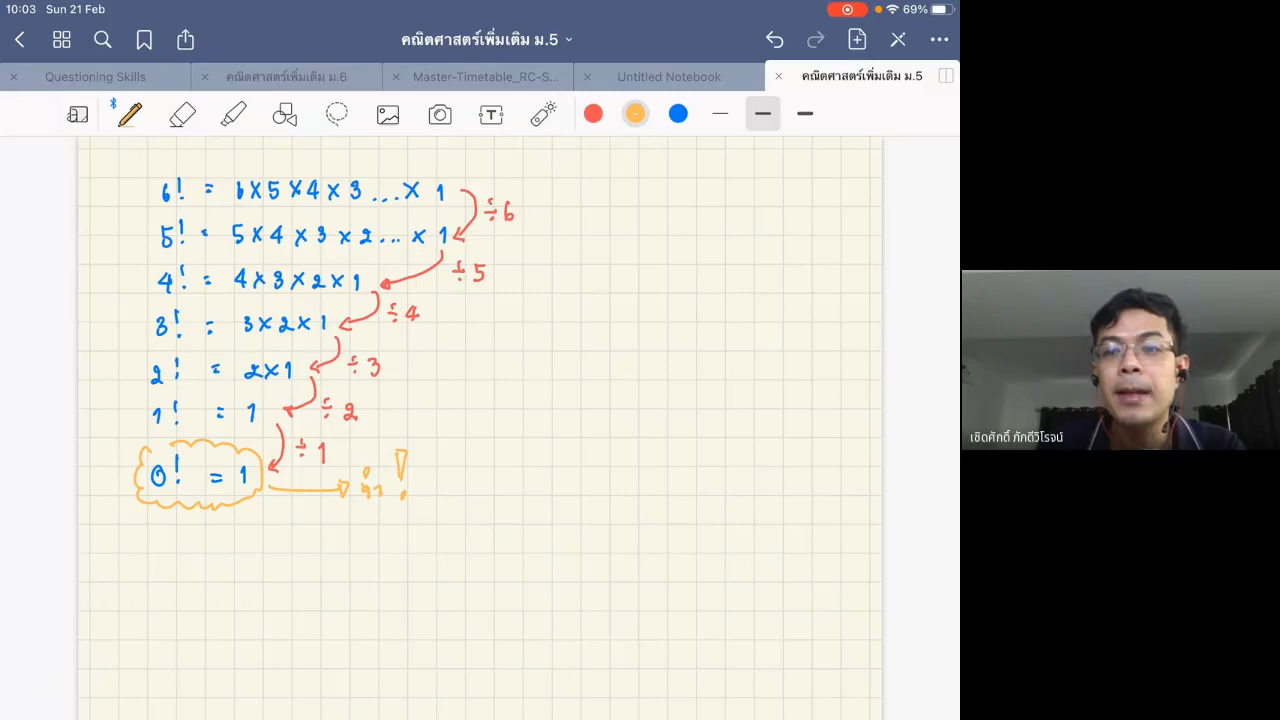 10:03 Sun 21 Feb
69%
คณิตศาสตร์เพิ่มเติม ม.5
Questioning Skills
คณิตศาสตร์เพิ่มเติม ม.6
Master-Timetable_RC-S...
Untitled Notebook
คณิตศาสตร์เพิ่มเติม ม.5
6! = 6 × 5 × 4 × 3 ... × 1
÷6
5! = 5 × 4 × 3 × 2 ... × 1
÷5
4! = 4 × 3 × 2 × 1
÷4
3! = 3 × 2 × 1
÷3
2! = 2 × 1
÷2
1! = 1
÷1
0! = 1
เชิดศักดิ์ ภักดีวิโรจน์